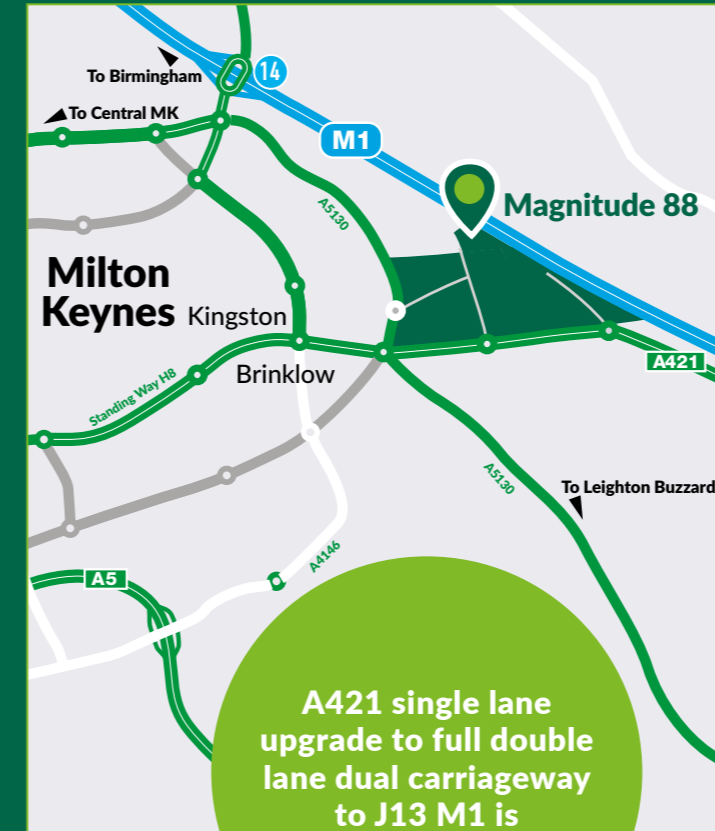 To Birmingham
14
To Central MK
M1
A5130
Magnitude 88
Milton
Keynes
Kingston
Brinklow
A421
Standing Way H8
A5130
To Leighton Buzzard
A4146
A5
A421 single lane
upgrade to full double
lane dual carriageway
to J13 M1 is